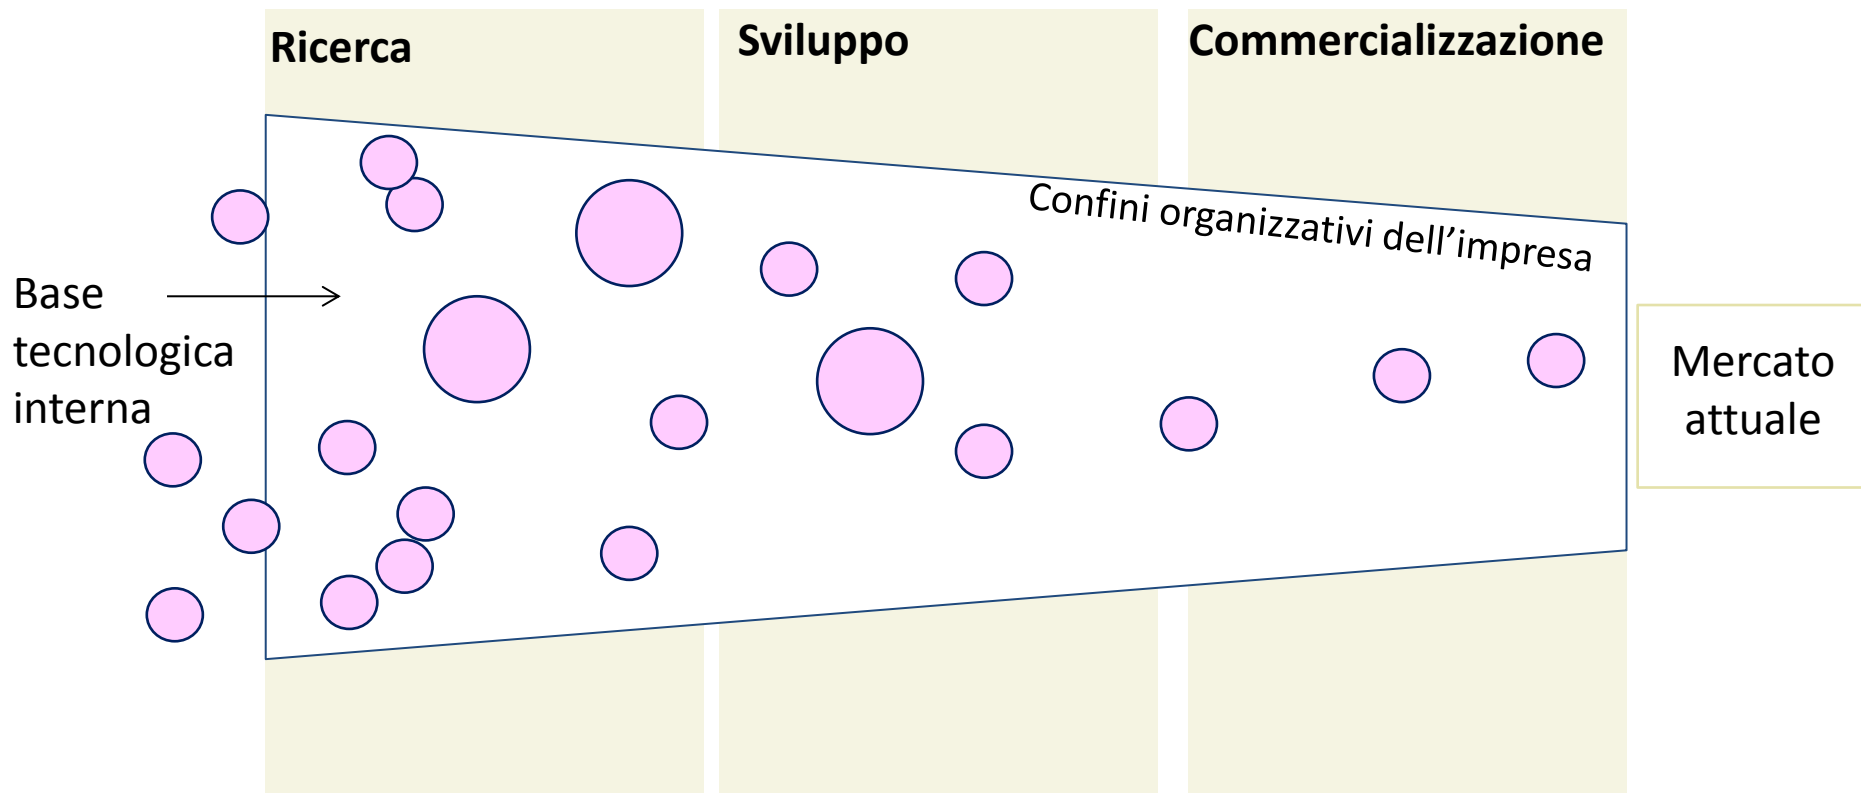 Ricerca
Sviluppo
Commercializzazione
Confini organizzativi dell’impresa
Base
tecnologica
interna
Mercato
attuale